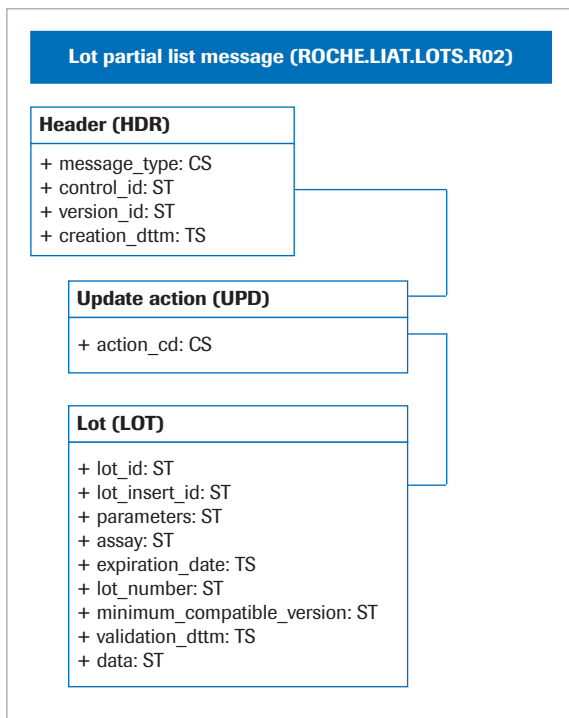 Lot partial list message (ROCHE.LIAT.LOTS.R02)
Header (HDR)
+ message_type: CS
+ control_id: ST
+ version_id: ST
+ creation_dttm: TS
Update action (UPD)
+ action_cd: CS
Lot (LOT)
+ lot_id: ST
+ lot_insert_id: ST
+ parameters: ST
+ assay: ST
+ expiration_date: TS
+ lot_number: ST
+ minimum_compatible_version: ST
+ validation_dttm: TS
+ data: ST